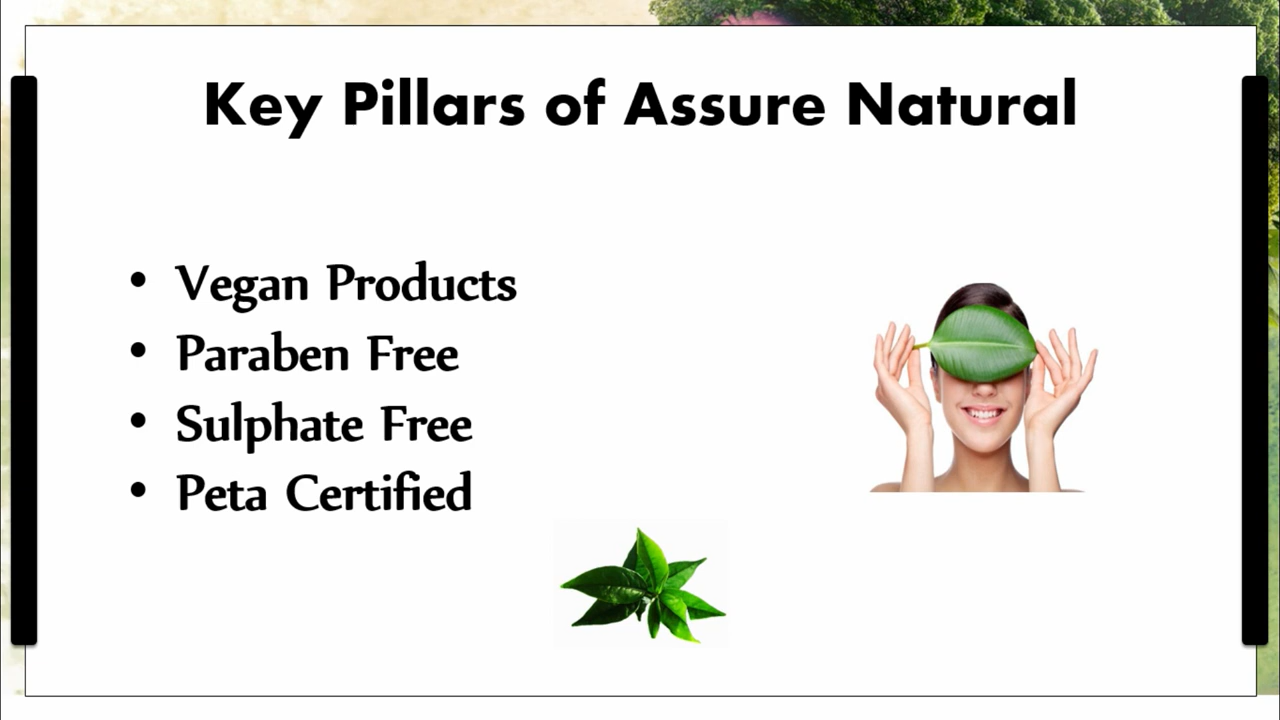 Key Pillars of Assure Natural
• Vegan Products
• Paraben Free
• Sulphate Free
• Peta Certified